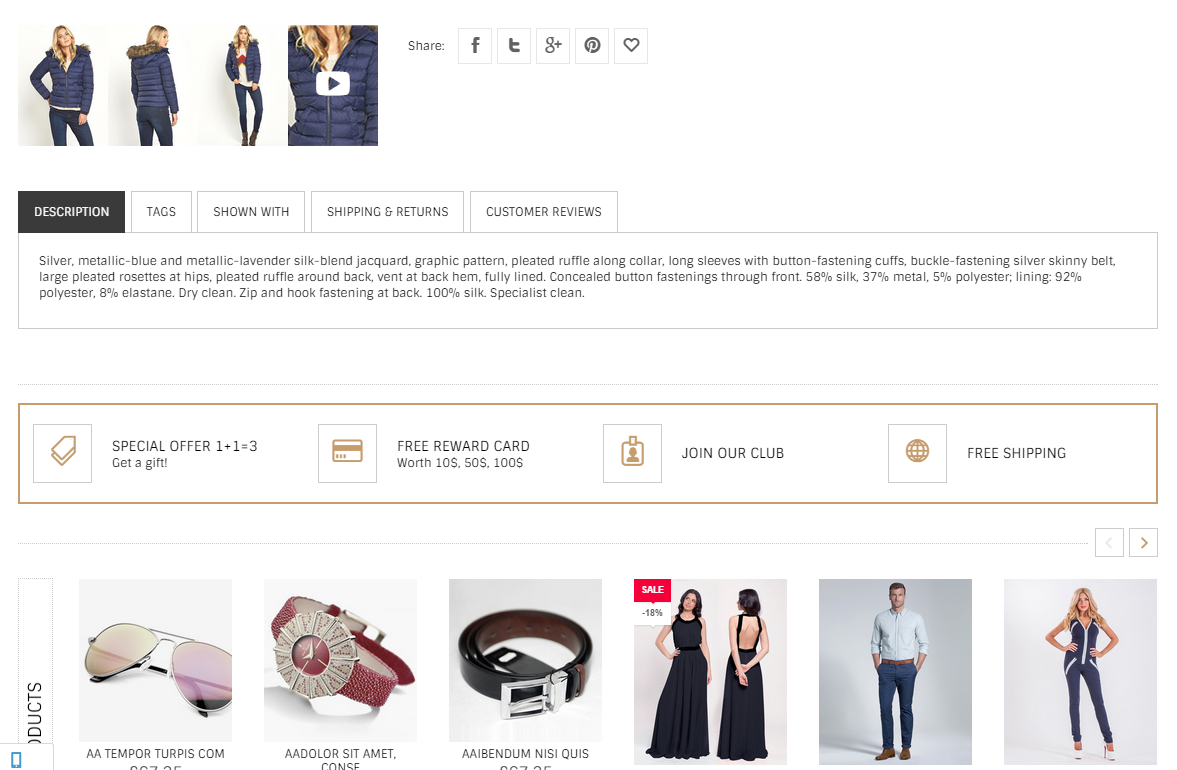 Share:
DESCRIPTION
TAGS
SHOWN WITH
SHIPPING & RETURNS
CUSTOMER REVIEWS
Silver, metallic-blue and metallic-lavender silk-blend jacquard, graphic pattern, pleated ruffle along collar, long sleeves with button-fastening cuffs, buckle-fastening silver skinny belt,
large pleated rosettes at hips, pleated ruffle around back, vent at back hem, fully lined. Concealed button fastenings through front. 58% silk, 37% metal, 5% polyester; lining: 92%
polyester, 8% elastane. Dry clean. Zip and hook fastening at back. 100% silk. Specialist clean.
SPECIAL OFFER 1+1=3
Get a gift!
FREE REWARD CARD
Worth 10$, 50$, 100$
JOIN OUR CLUB
FREE SHIPPING
SALE
-18%
ODUCTS
AA TEMPOR TURPIS COM
AADOLOR SIT AMET,
CONSE
AAIBENDUM NISI QUIS